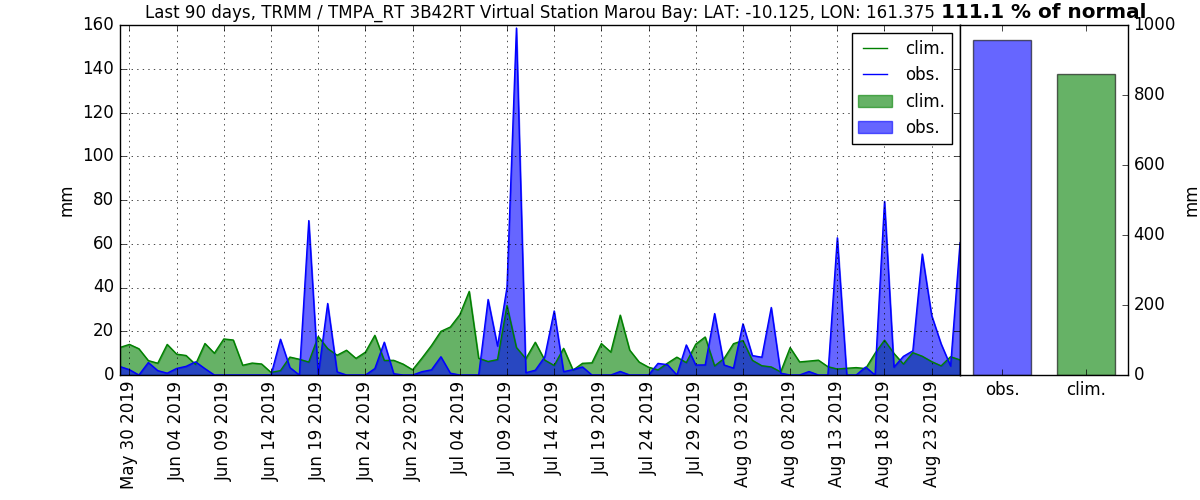 Last 90 days, TRMM / TMPA_RT 3B42RT Virtual Station Marou Bay: LAT: -10.125, LON: 161.375 111.1 % of normal
160
140
120
100
80
60
40
20
0
mm
clim.
obs.
clim.
obs.
May 30 2019
Jun 04 2019
Jun 09 2019
Jun 14 2019
Jun 19 2019
Jun 24 2019
Jun 29 2019
Jul 04 2019
Jul 09 2019
Jul 14 2019
Jul 19 2019
Jul 24 2019
Jul 29 2019
Aug 03 2019
Aug 08 2019
Aug 13 2019
Aug 18 2019
Aug 23 2019
1000
800
600
400
200
0
mm
obs.
clim.